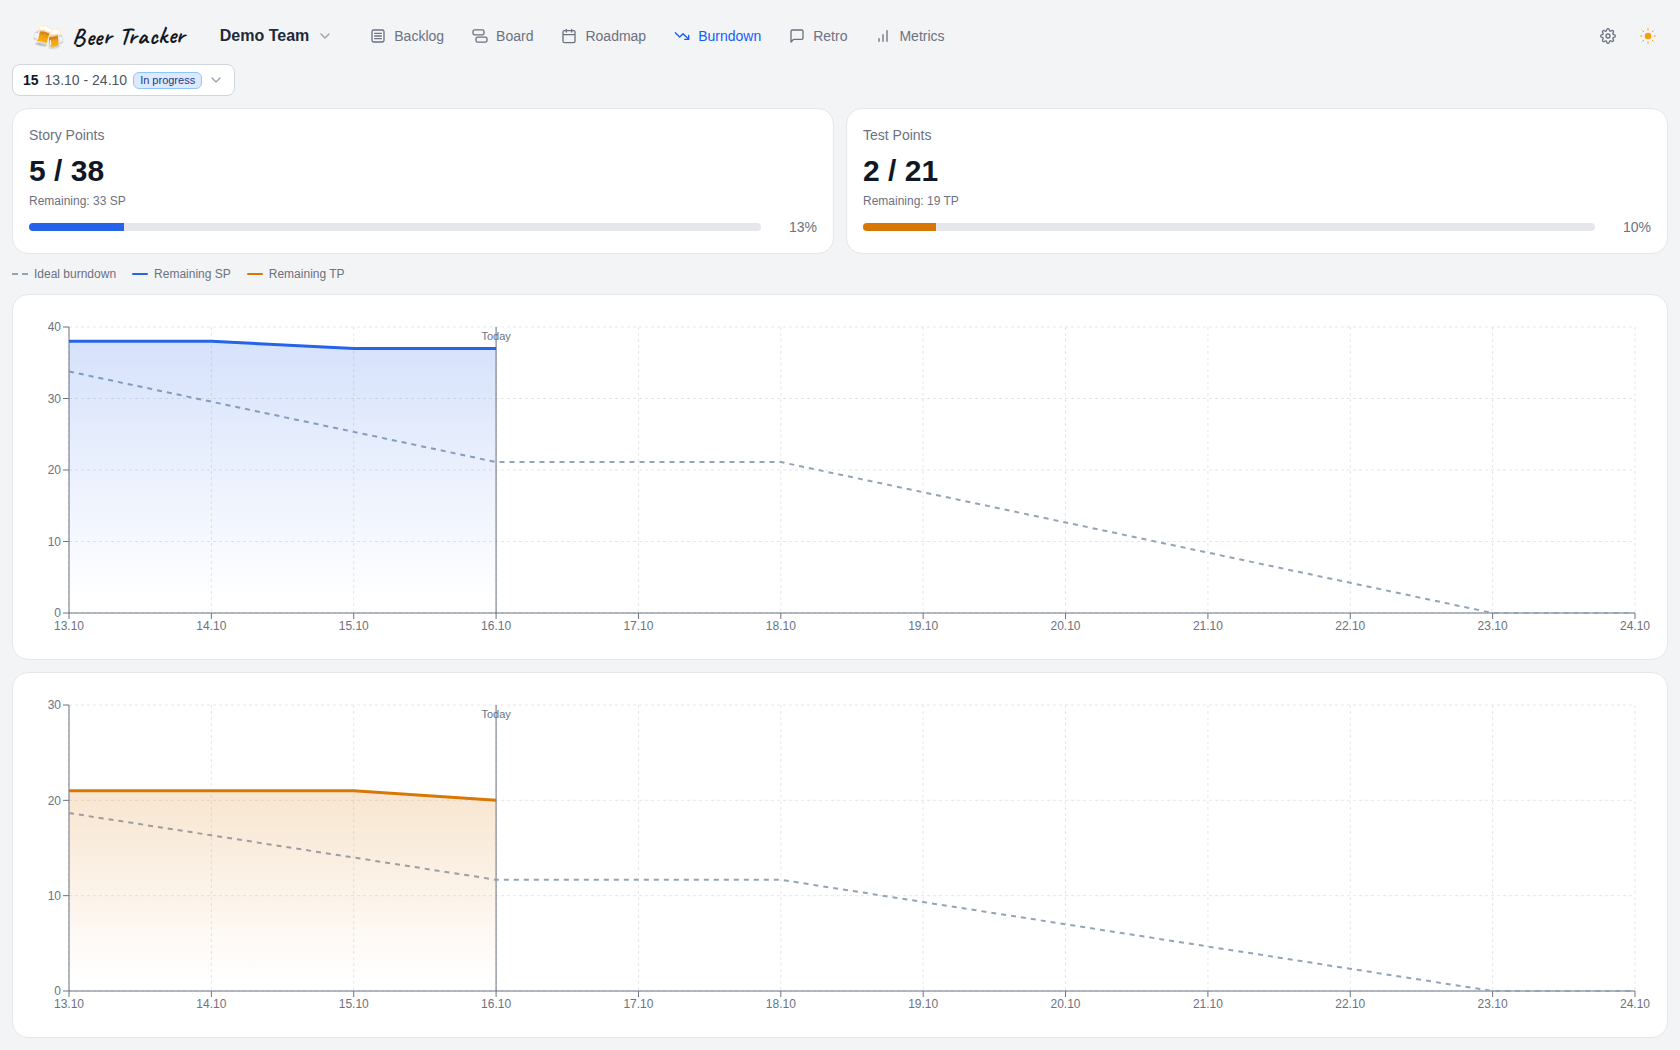 Beer Tracker
Demo Team
Backlog
Board
Roadmap
Burndown
Retro
Metrics
15 13.10 - 24.10 In progress
Story Points
5 / 38
Remaining: 33 SP
13%
Test Points
2 / 21
Remaining: 19 TP
10%
Ideal burndown
Remaining SP
Remaining TP
40
30
20
10
0
Today
13.10 14.10 15.10 16.10 17.10 18.10 19.10 20.10 21.10 22.10 23.10 24.10
30
20
10
0
Today
13.10 14.10 15.10 16.10 17.10 18.10 19.10 20.10 21.10 22.10 23.10 24.10